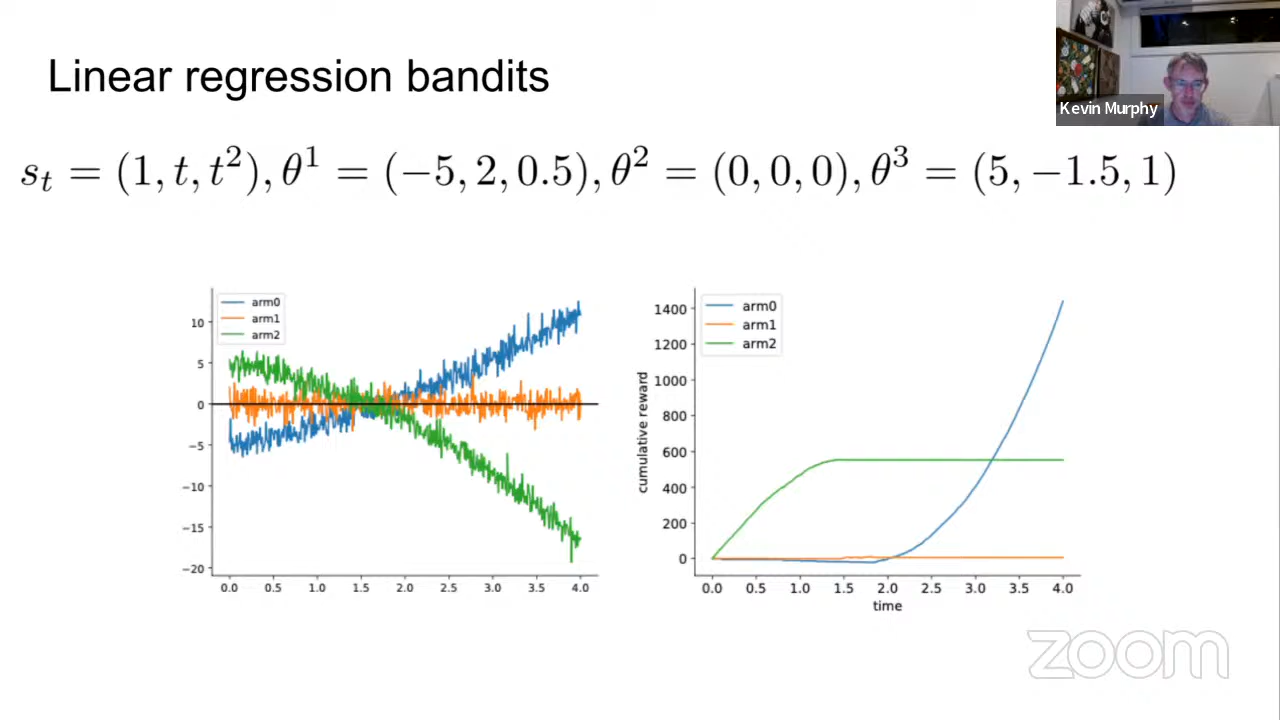 Linear regression bandits
Kevin Murphy
s_t = (1, t, t²), θ¹ = (−5, 2, 0.5), θ² = (0, 0, 0), θ³ = (5, −1.5, 1)
arm0
arm1
arm2
10
5
0
−5
−10
−15
−20
0.0 0.5 1.0 1.5 2.0 2.5 3.0 3.5 4.0
arm0
arm1
arm2
cumulative reward
1400
1200
1000
800
600
400
200
0
0.0 0.5 1.0 1.5 2.0 2.5 3.0 3.5 4.0
time
zoom